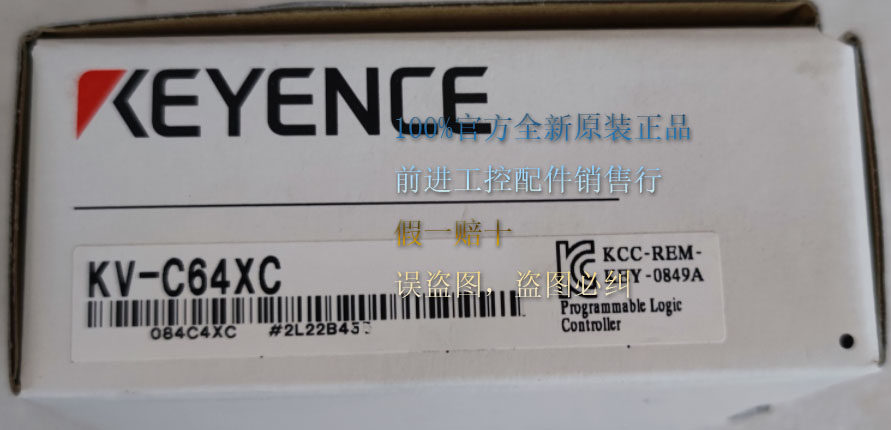 KEYENCE
100%官方全新原装正品
前进工控配件销售行
假一赔十
误盗图，盗图必纠
KV-C64XC
084C4XC #2L22B45
KCC-REM-
-0849A
Programmable Logic
Controller